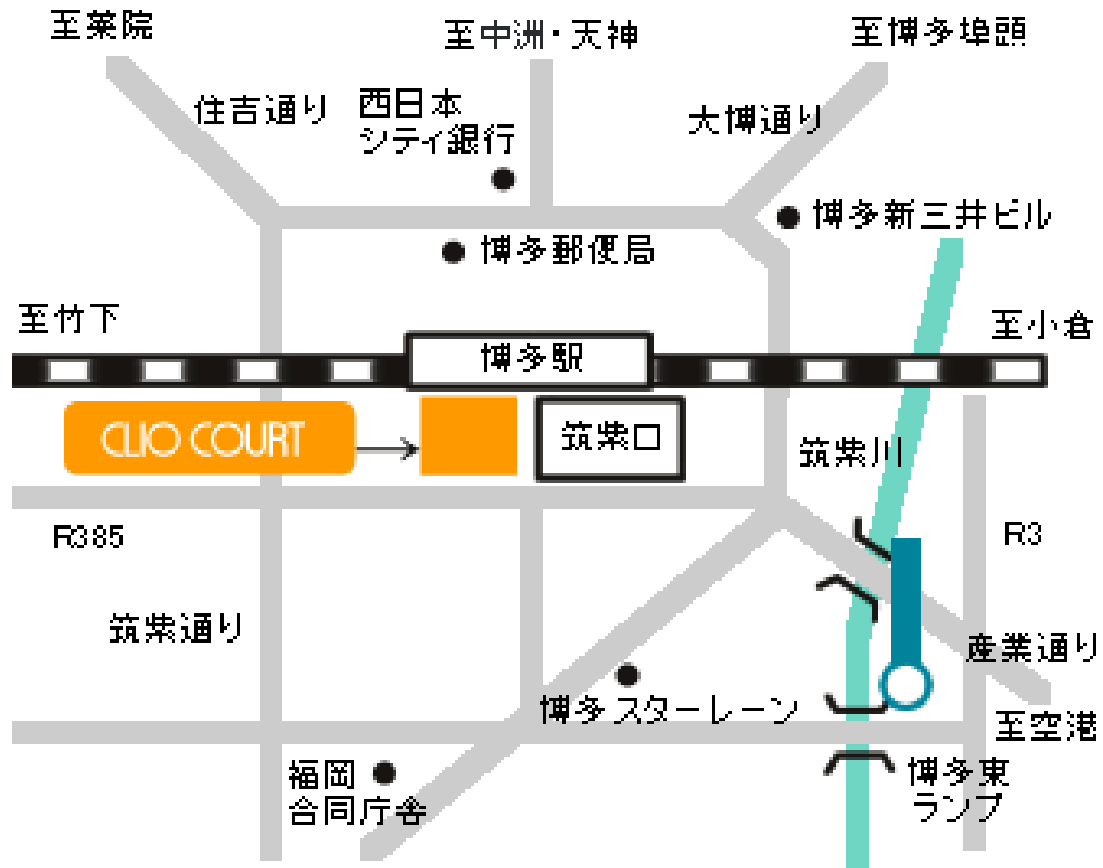 至薬院
至中洲・天神
至博多埠頭
住吉通り
西日本
シティ銀行
大博通り
博多新三井ビル
博多郵便局
至竹下
至小倉
博多駅
CLIO COURT
筑紫口
筑紫川
R385
R3
筑紫通り
産業通り
博多スターレーン
至空港
福岡
合同庁舎
博多東
ランプ